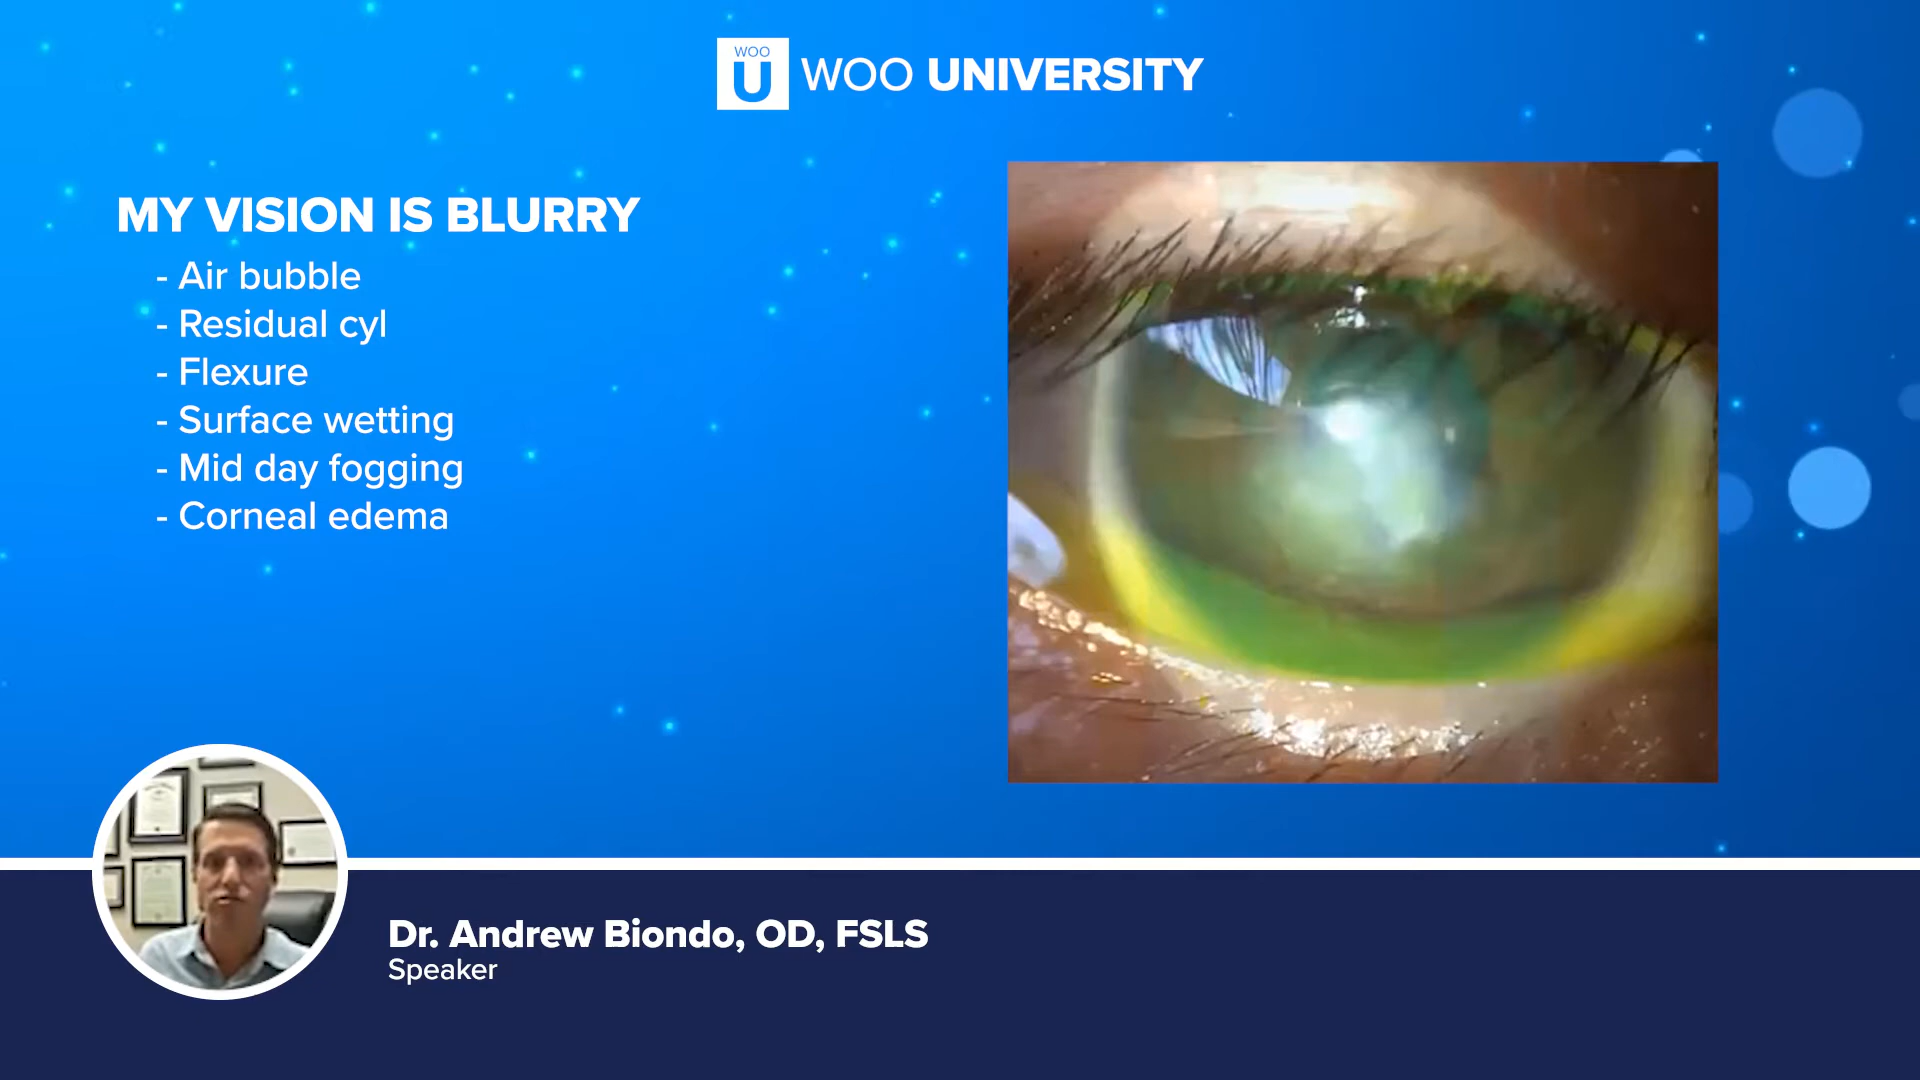 WOO
U
WOO UNIVERSITY
MY VISION IS BLURRY
- Air bubble
- Residual cyl
- Flexure
- Surface wetting
- Mid day fogging
- Corneal edema
Dr. Andrew Biondo, OD, FSLS
Speaker